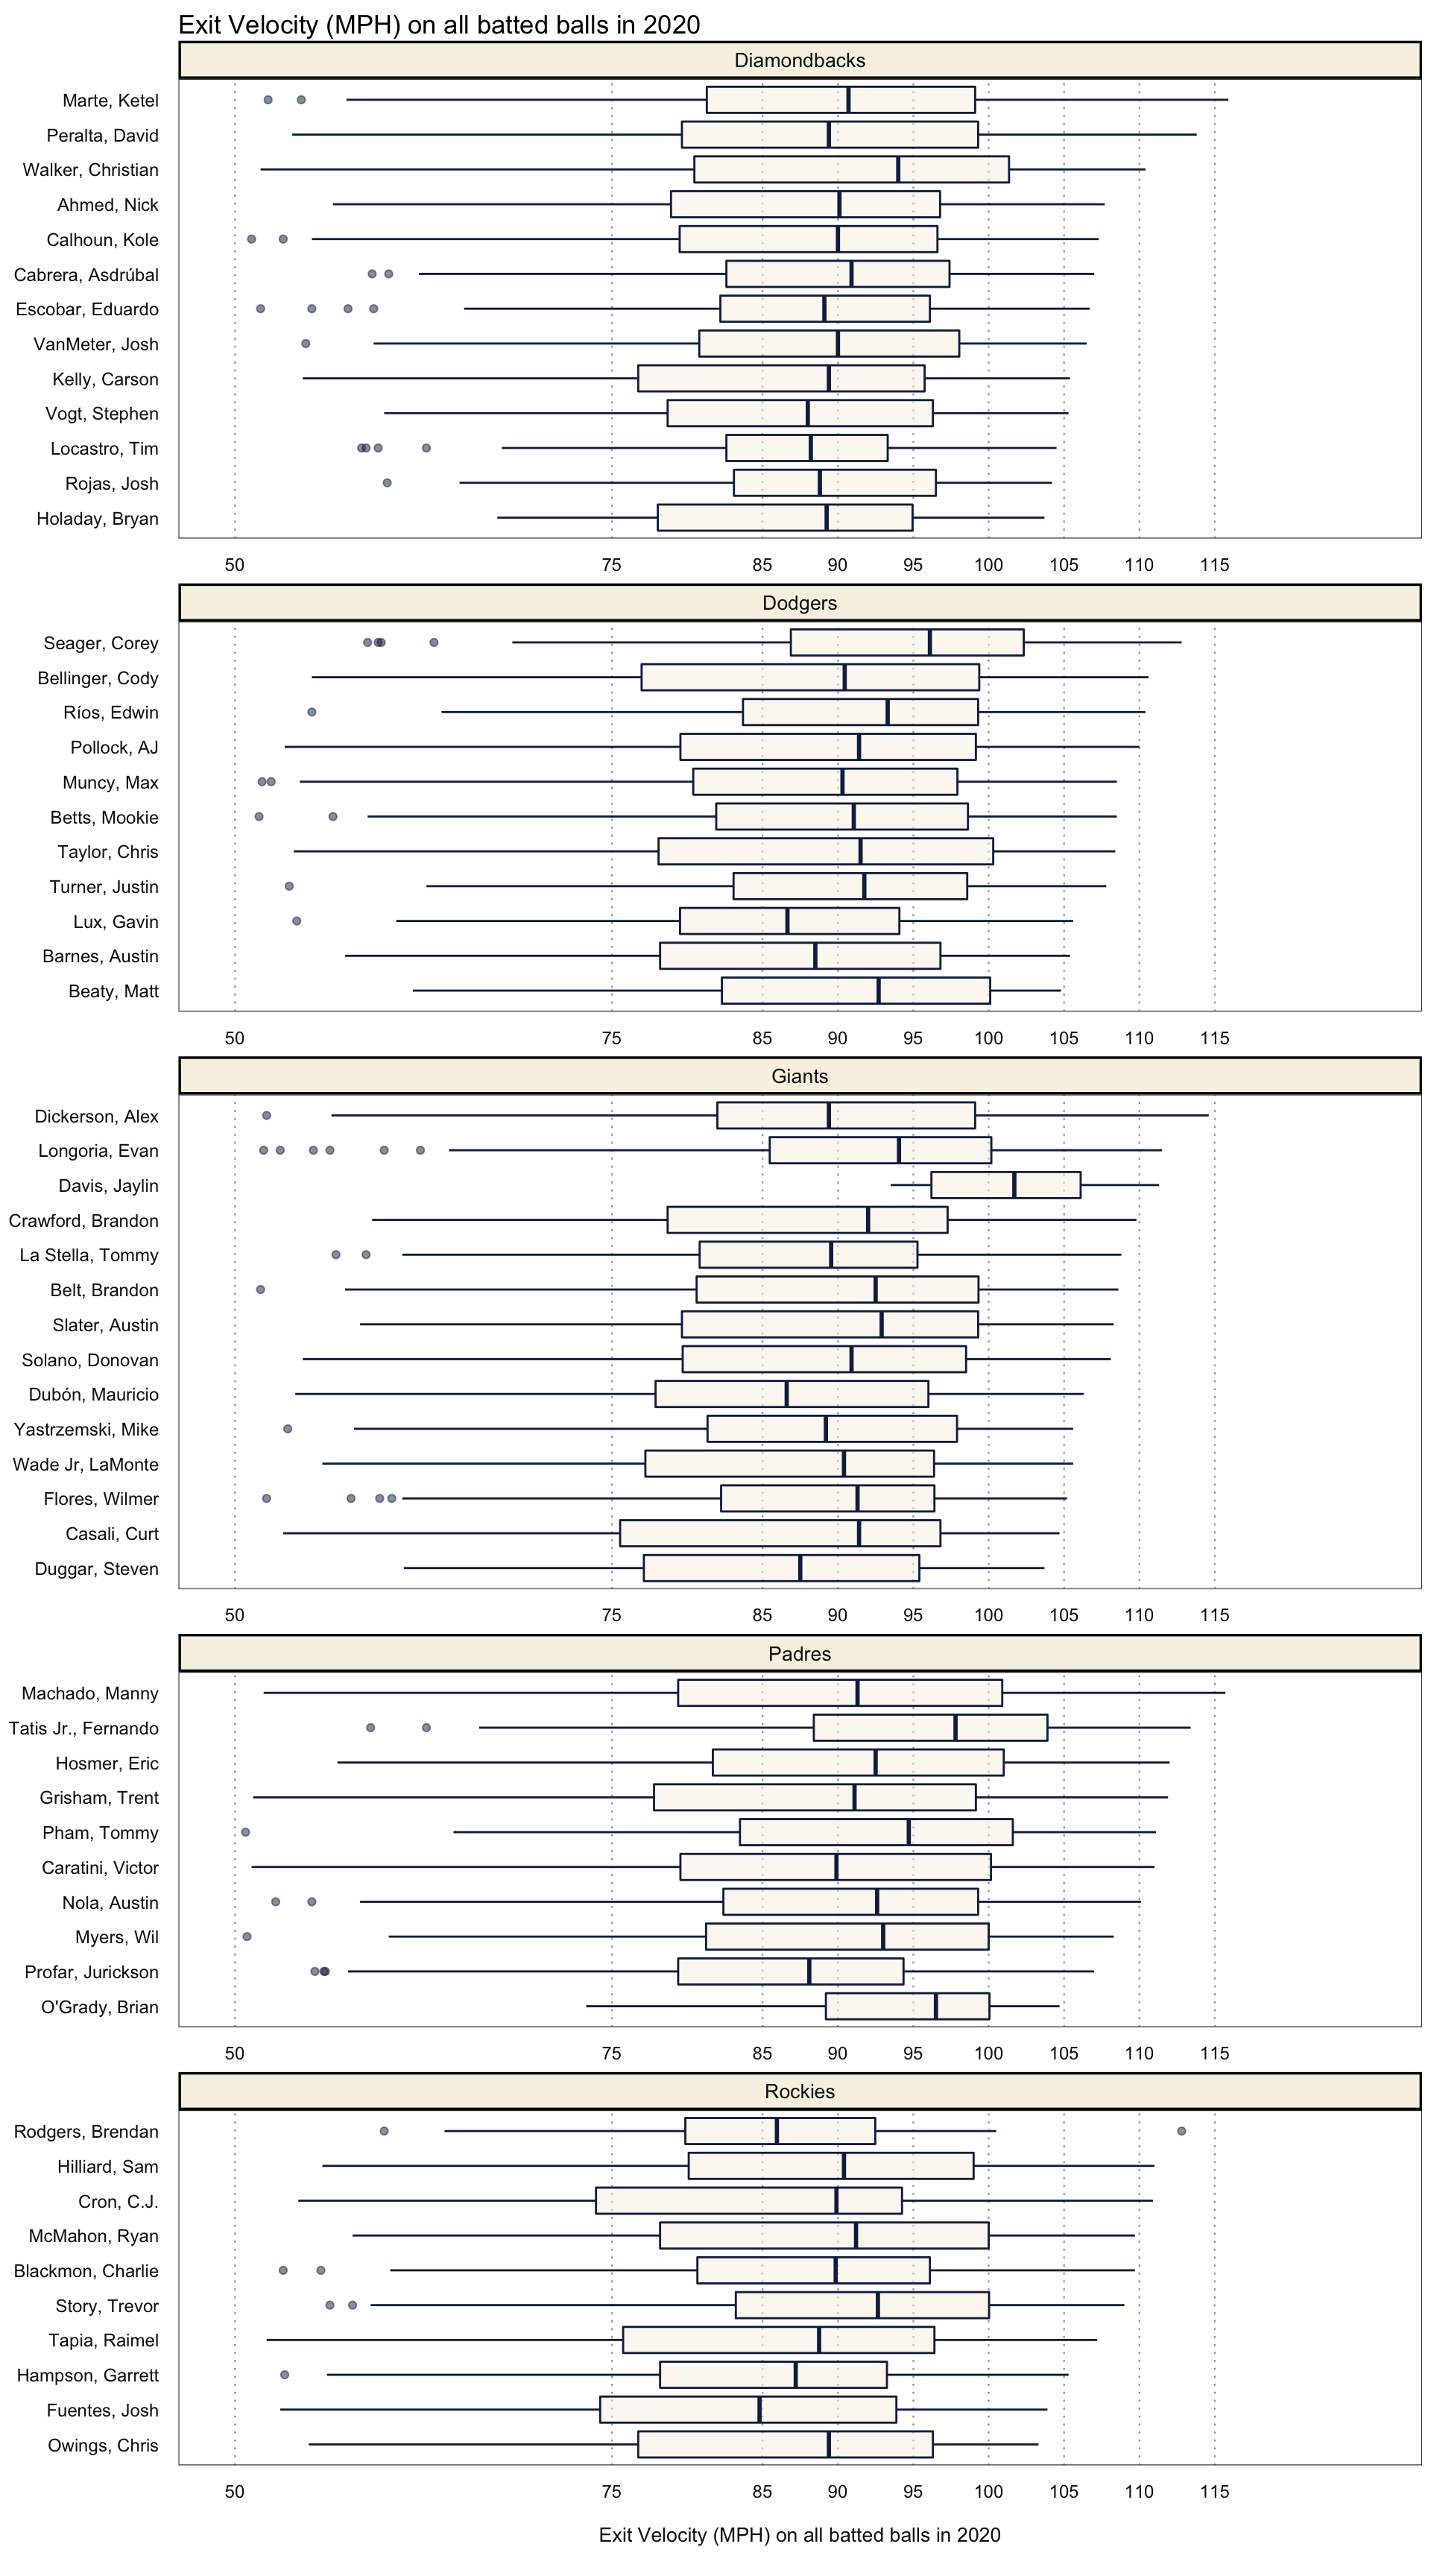 Exit Velocity (MPH) on all batted balls in 2020
Diamondbacks
Marte, Ketel
Peralta, David
Walker, Christian
Ahmed, Nick
Calhoun, Kole
Cabrera, Asdrúbal
Escobar, Eduardo
VanMeter, Josh
Kelly, Carson
Vogt, Stephen
Locastro, Tim
Rojas, Josh
Holaday, Bryan
50 75 85 90 95 100 105 110 115
Dodgers
Seager, Corey
Bellinger, Cody
Ríos, Edwin
Pollock, AJ
Muncy, Max
Betts, Mookie
Taylor, Chris
Turner, Justin
Lux, Gavin
Barnes, Austin
Beaty, Matt
50 75 85 90 95 100 105 110 115
Giants
Dickerson, Alex
Longoria, Evan
Davis, Jaylin
Crawford, Brandon
La Stella, Tommy
Belt, Brandon
Slater, Austin
Solano, Donovan
Dubón, Mauricio
Yastrzemski, Mike
Wade Jr, LaMonte
Flores, Wilmer
Casali, Curt
Duggar, Steven
50 75 85 90 95 100 105 110 115
Padres
Machado, Manny
Tatis Jr., Fernando
Hosmer, Eric
Grisham, Trent
Pham, Tommy
Caratini, Victor
Nola, Austin
Myers, Wil
Profar, Jurickson
O'Grady, Brian
50 75 85 90 95 100 105 110 115
Rockies
Rodgers, Brendan
Hilliard, Sam
Cron, C.J.
McMahon, Ryan
Blackmon, Charlie
Story, Trevor
Tapia, Raimel
Hampson, Garrett
Fuentes, Josh
Owings, Chris
50 75 85 90 95 100 105 110 115
Exit Velocity (MPH) on all batted balls in 2020